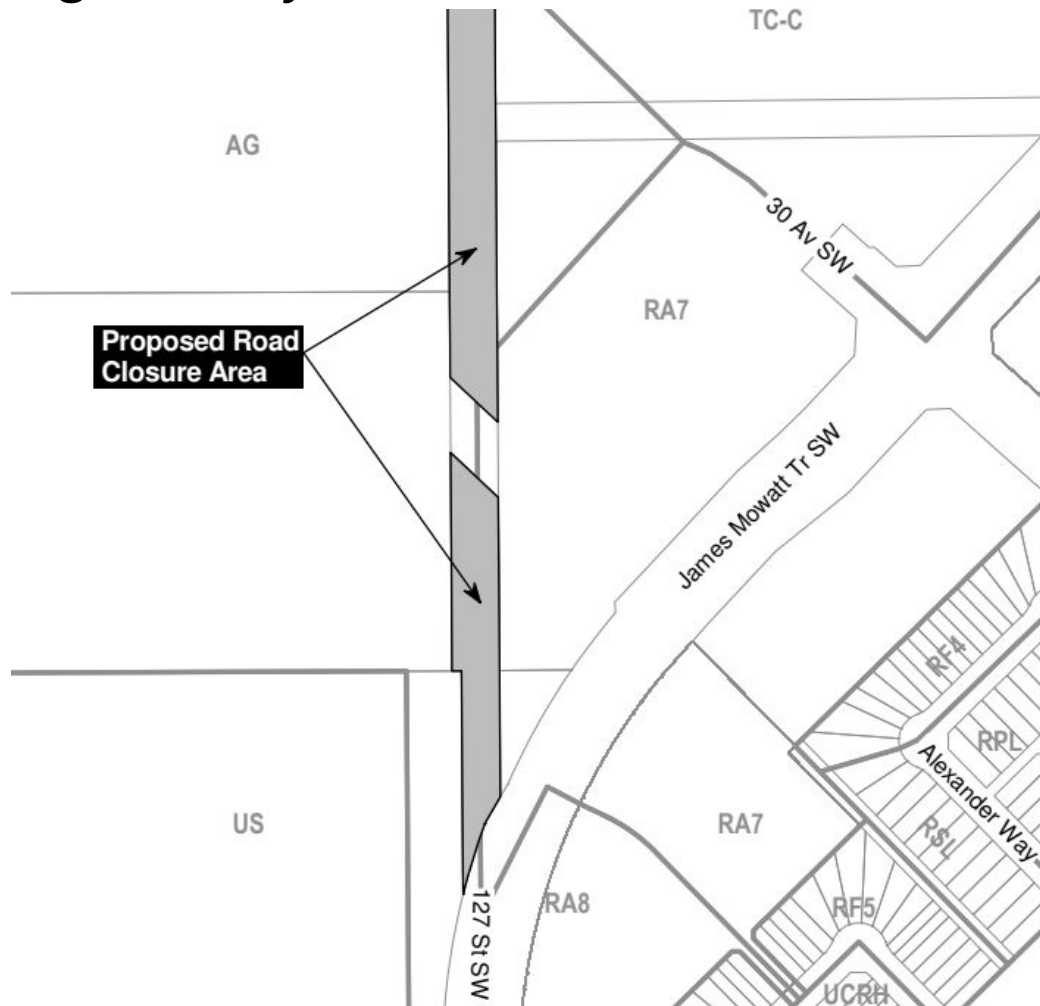 TC-C
AG
30 Av SW
RA7
Proposed Road
Closure Area
James Mowatt Tr SW
RF4
RPL
Alexander Way
US
RA7
RSL
RA8
RF5
127 St SW
UCRH